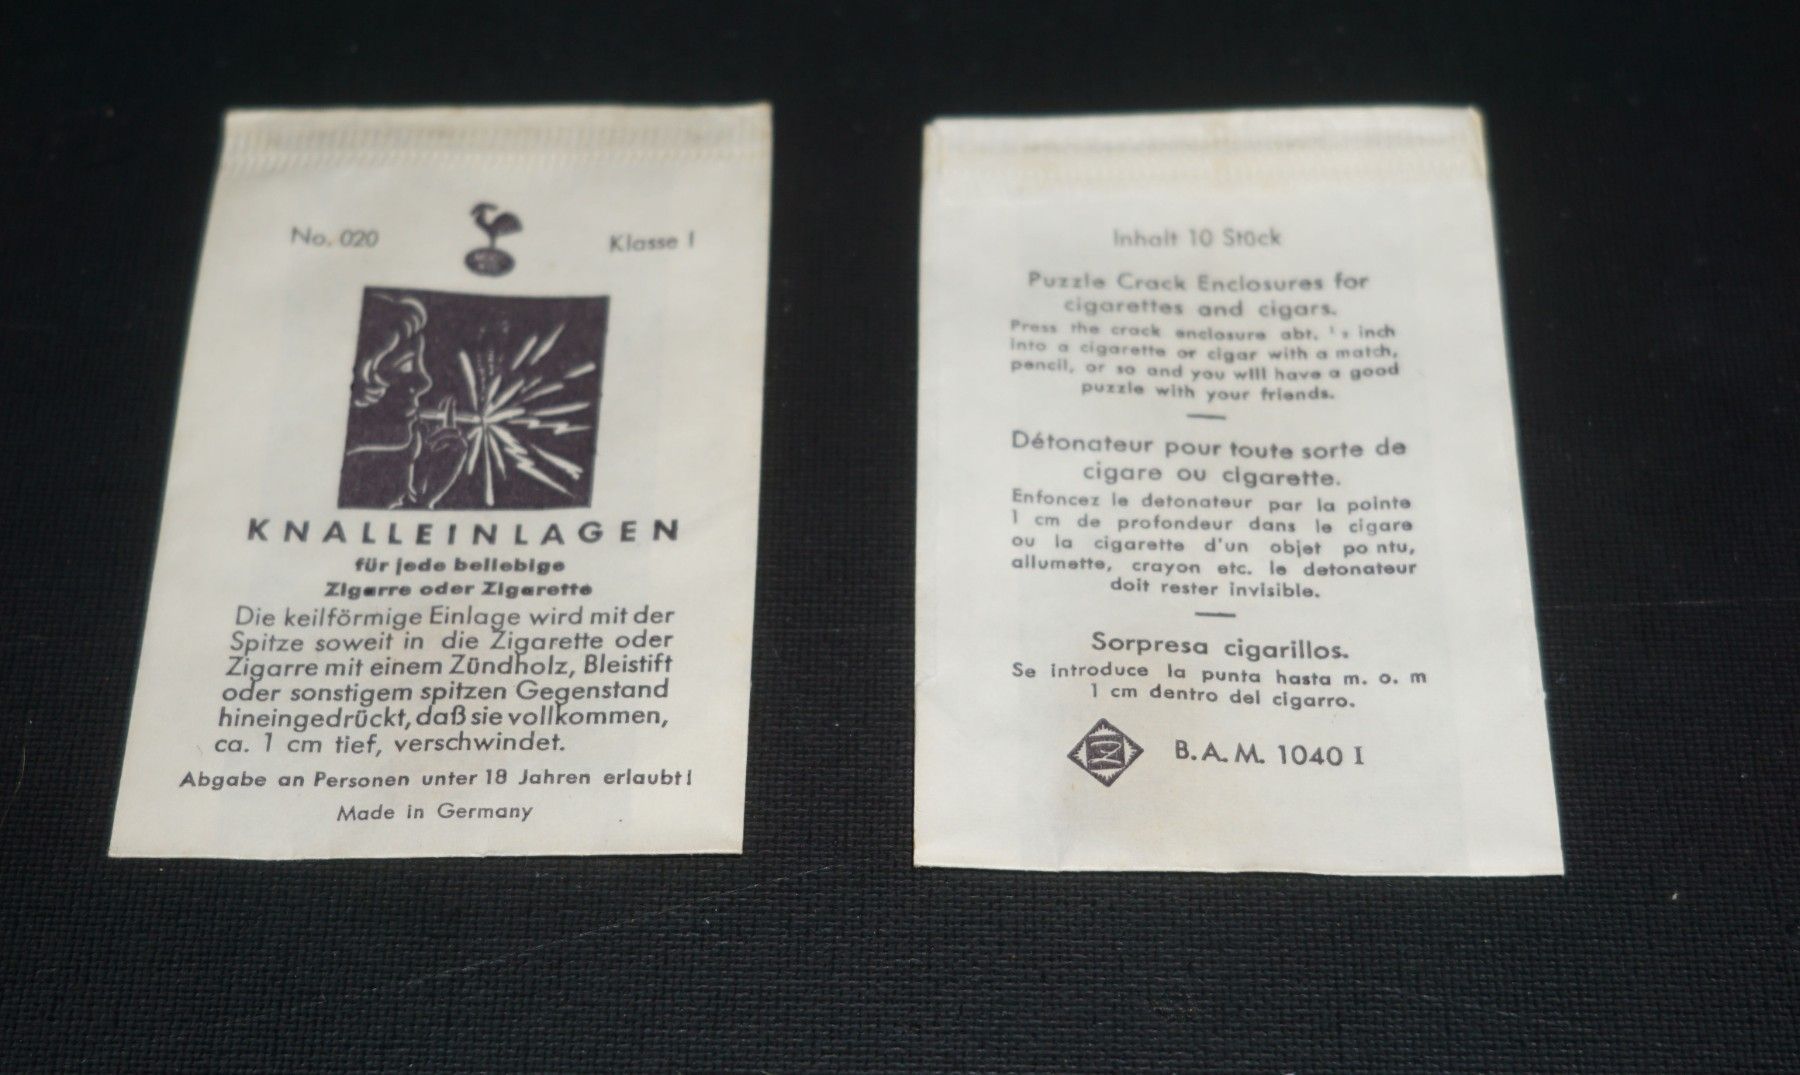 No. 020
Klasse I
KNALLEINLAGEN
für jede beliebige
Zigarre oder Zigarette
Die keilförmige Einlage wird mit der
Spitze soweit in die Zigarette oder
Zigarre mit einem Zündholz, Bleistift
oder sonstigem spitzen Gegenstand
hineingedrückt, daß sie vollkommen,
ca. 1 cm tief, verschwindet.
Abgabe an Personen unter 18 Jahren erlaubt!
Made in Germany
Inhalt 10 Stück
Puzzle Crack Enclosures for
cigarettes and cigars.
Press the crack enclosure abt. inch
into a cigarette or cigar with a match,
pencil, or so and you will have a good
puzzle with your friends.
Détonateur pour toute sorte de
cigare ou cigarette.
Enfoncez le detonateur par la pointe
1 cm de profondeur dans le cigare
ou la cigarette d'un objet po ntu,
allumette, crayon etc. le detonateur
doit rester invisible.
Sorpresa cigarillos.
Se introduce la punta hasta m. o. m
1 cm dentro del cigarro.
B.A.M. 1040 I